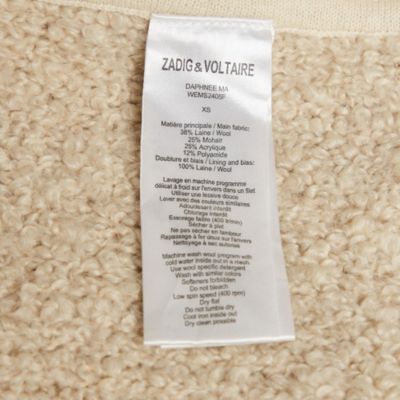 ZADIG & VOLTAIRE
DAPHNEE MA
WEMS2405F
XS
Matière principale / Main fabric:
38% Laine / Wool
25% Mohair
25% Acrylique
12% Polyamide
Doublure et biais / Lining and bias:
100% Laine / Wool
Lavage en machine programme
délicat à froid sur l'envers dans un filet
Utiliser une lessive douce
Laver avec des couleurs similaires
Adoucissant interdit
Chlorage interdit
Essorage faible (400 tr/min)
Sécher à plat
Ne pas sécher en tambour
Repassage à fer doux sur l'envers
Nettoyage à sec autorisé
Machine wash wool program with
cold water inside out in a mesh
Use wool specific detergent
Wash with similar colors
Softeners forbidden
Do not bleach
Low spin speed (400 rpm)
Dry flat
Do not tumble dry
Cool iron inside out
Dry clean possible